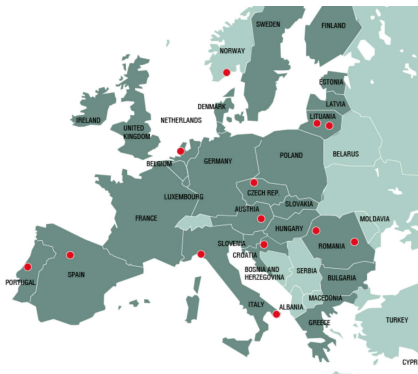 SWEDEN
FINLAND
NORWAY
ESTONIA
LATVIA
DENMARK
LITUANIA
IRELAND
NETHERLANDS
UNITED
KINGDOM
BELARUS
BELGIUM
GERMANY
POLAND
CZECH REP.
LUXEMBOURG
SLOVAKIA
AUSTRIA
MOLDAVIA
FRANCE
HUNGARY
SLOVENIA
ROMANIA
CROATIA
BOSNIA AND
HERZEGOVINA
SERBIA
PORTUGAL
SPAIN
BULGARIA
ITALY
ALBANIA
MACEDONIA
GREECE
TURKEY
CYPR